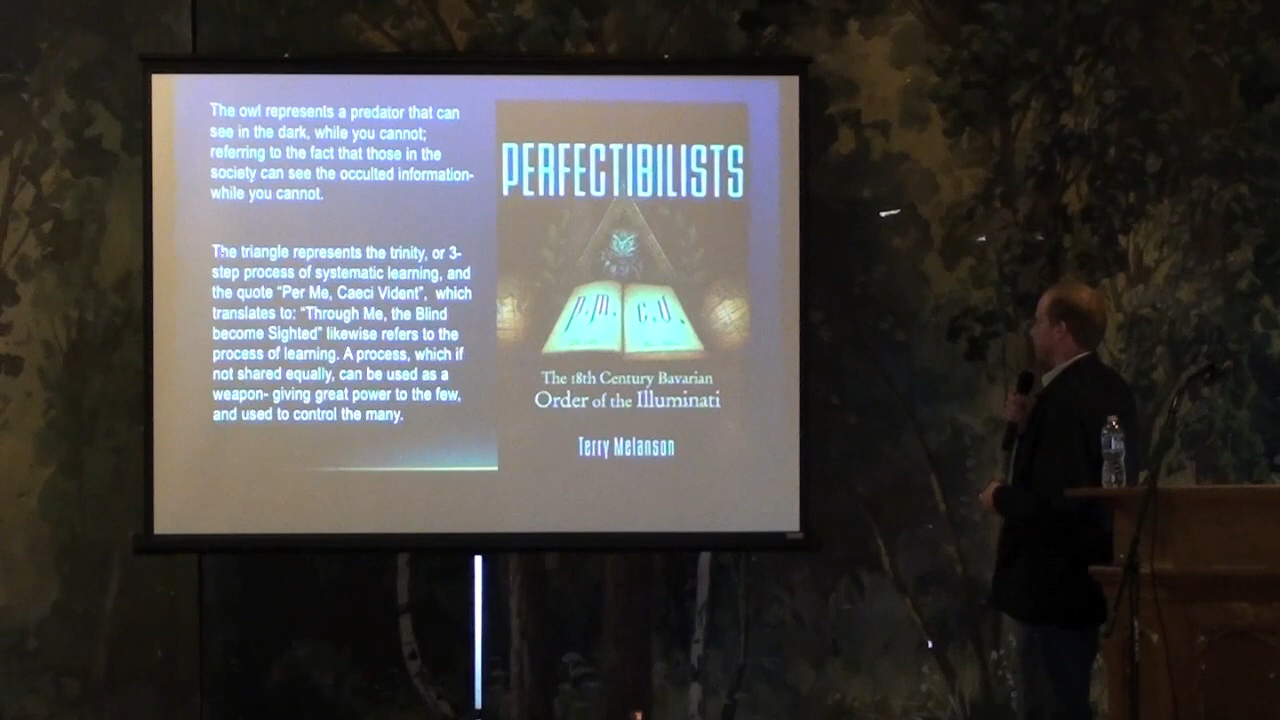 The owl represents a predator that can
see in the dark, while you cannot;
referring to the fact that those in the
society can see the occulted information-
while you cannot.
The triangle represents the trinity, or 3-
step process of systematic learning, and
the quote “Per Me, Caeci Vident”, which
translates to: “Through Me, the Blind
become Sighted” likewise refers to the
process of learning. A process, which if
not shared equally, can be used as a
weapon- giving great power to the few,
and used to control the many.
PERFECTIBILISTS
p.m. c.v.
The 18th Century Bavarian
Order of the Illuminati
Terry Melanson